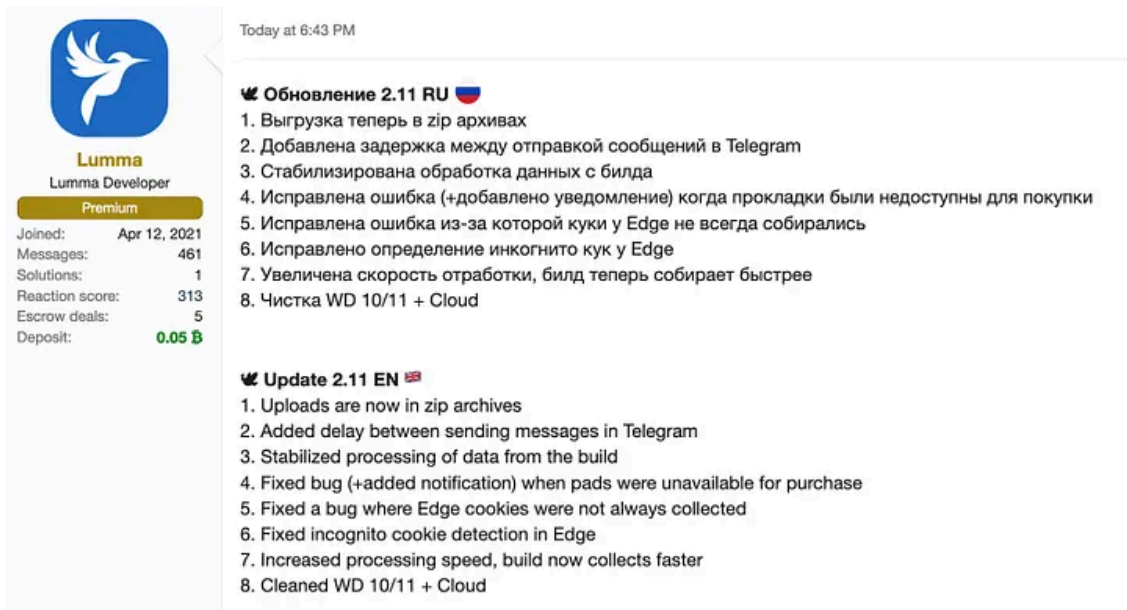 Today at 6:43 PM
Lumma
Lumma Developer
Premium
Joined: Apr 12, 2021
Messages: 461
Solutions: 1
Reaction score: 313
Escrow deals: 5
Deposit: 0.05 ₿
🕊 Обновление 2.11 RU 🇷🇺
1. Выгрузка теперь в zip архивах
2. Добавлена задержка между отправкой сообщений в Telegram
3. Стабилизирована обработка данных с билда
4. Исправлена ошибка (+добавлено уведомление) когда прокладки были недоступны для покупки
5. Исправлена ошибка из-за которой куки у Edge не всегда собирались
6. Исправлено определение инкогнито кук у Edge
7. Увеличена скорость отработки, билд теперь собирает быстрее
8. Чистка WD 10/11 + Cloud
🕊 Update 2.11 EN 🇬🇧
1. Uploads are now in zip archives
2. Added delay between sending messages in Telegram
3. Stabilized processing of data from the build
4. Fixed bug (+added notification) when pads were unavailable for purchase
5. Fixed a bug where Edge cookies were not always collected
6. Fixed incognito cookie detection in Edge
7. Increased processing speed, build now collects faster
8. Cleaned WD 10/11 + Cloud